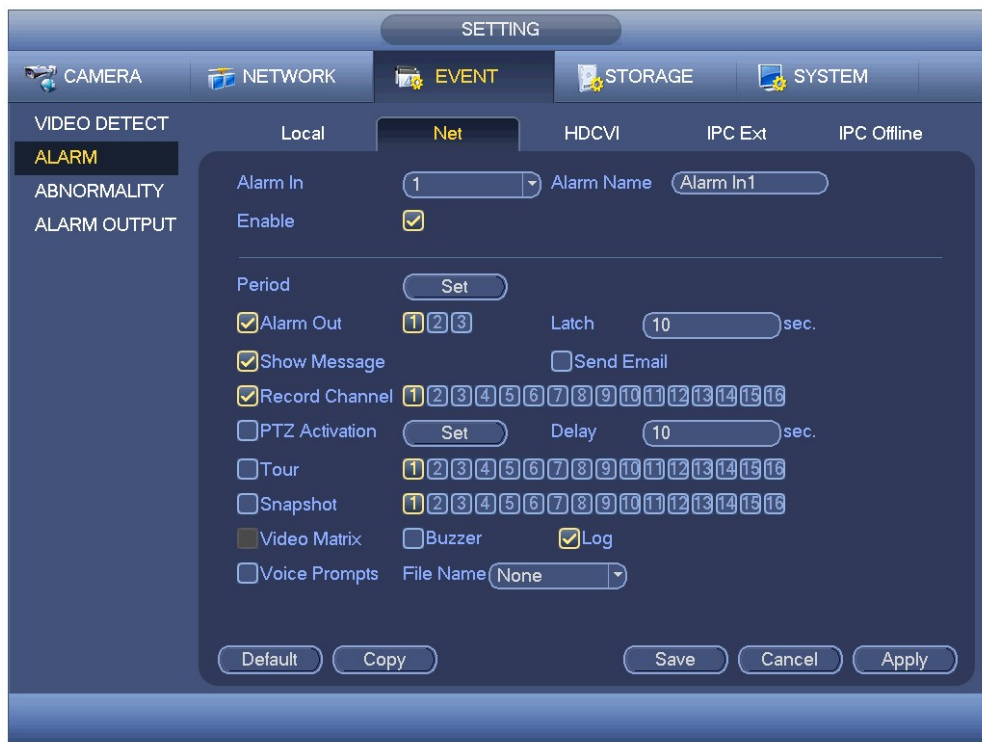 SETTING
CAMERA NETWORK EVENT STORAGE SYSTEM
VIDEO DETECT
ALARM
ABNORMALITY
ALARM OUTPUT
Local Net HDCVI IPC Ext IPC Offline
Alarm In 1 Alarm Name Alarm In1
Enable
Period Set
Alarm Out 1 2 3 Latch 10 sec.
Show Message Send Email
Record Channel 1 2 3 4 5 6 7 8 9 10 11 12 13 14 15 16
PTZ Activation Set Delay 10 sec.
Tour 1 2 3 4 5 6 7 8 9 10 11 12 13 14 15 16
Snapshot 1 2 3 4 5 6 7 8 9 10 11 12 13 14 15 16
Video Matrix Buzzer Log
Voice Prompts File Name None
Default Copy Save Cancel Apply